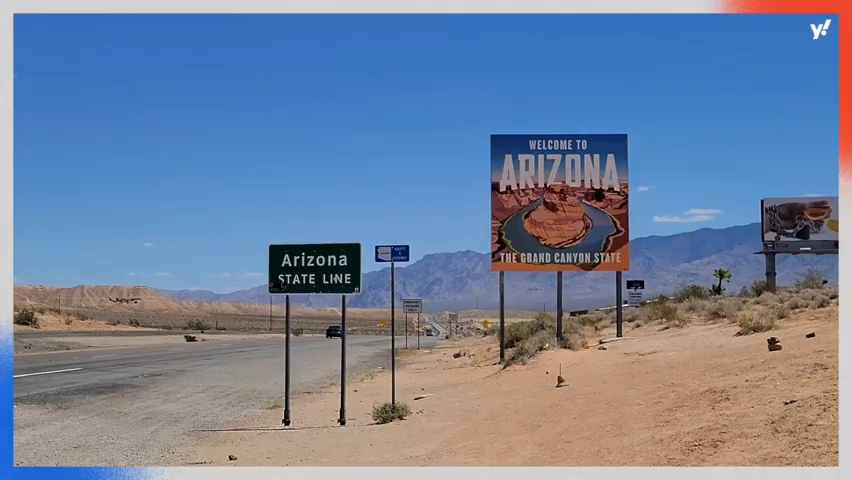 y!
WELCOME TO
ARIZONA
THE GRAND CANYON STATE
Arizona
STATE LINE